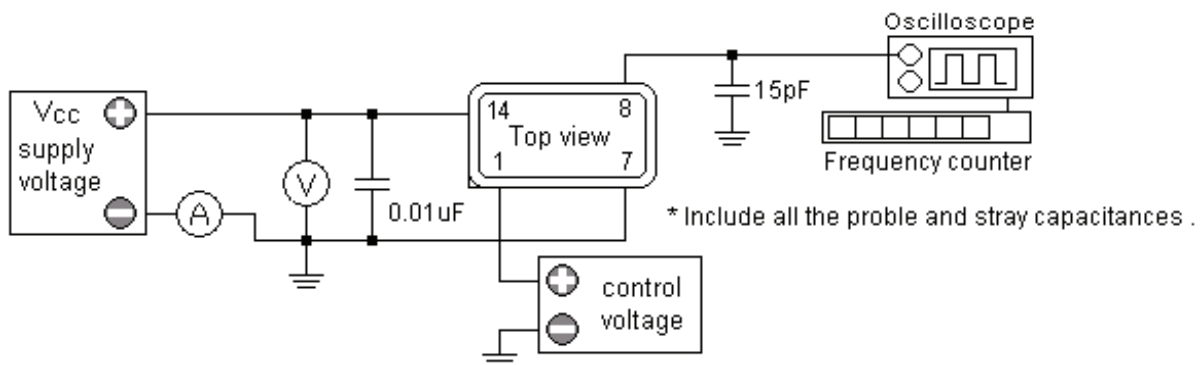 Oscilloscope
Vcc
supply
voltage
V
A
0.01uF
14
8
Top view
1
7
15pF
Frequency counter
* Include all the proble and stray capacitances .
control
voltage